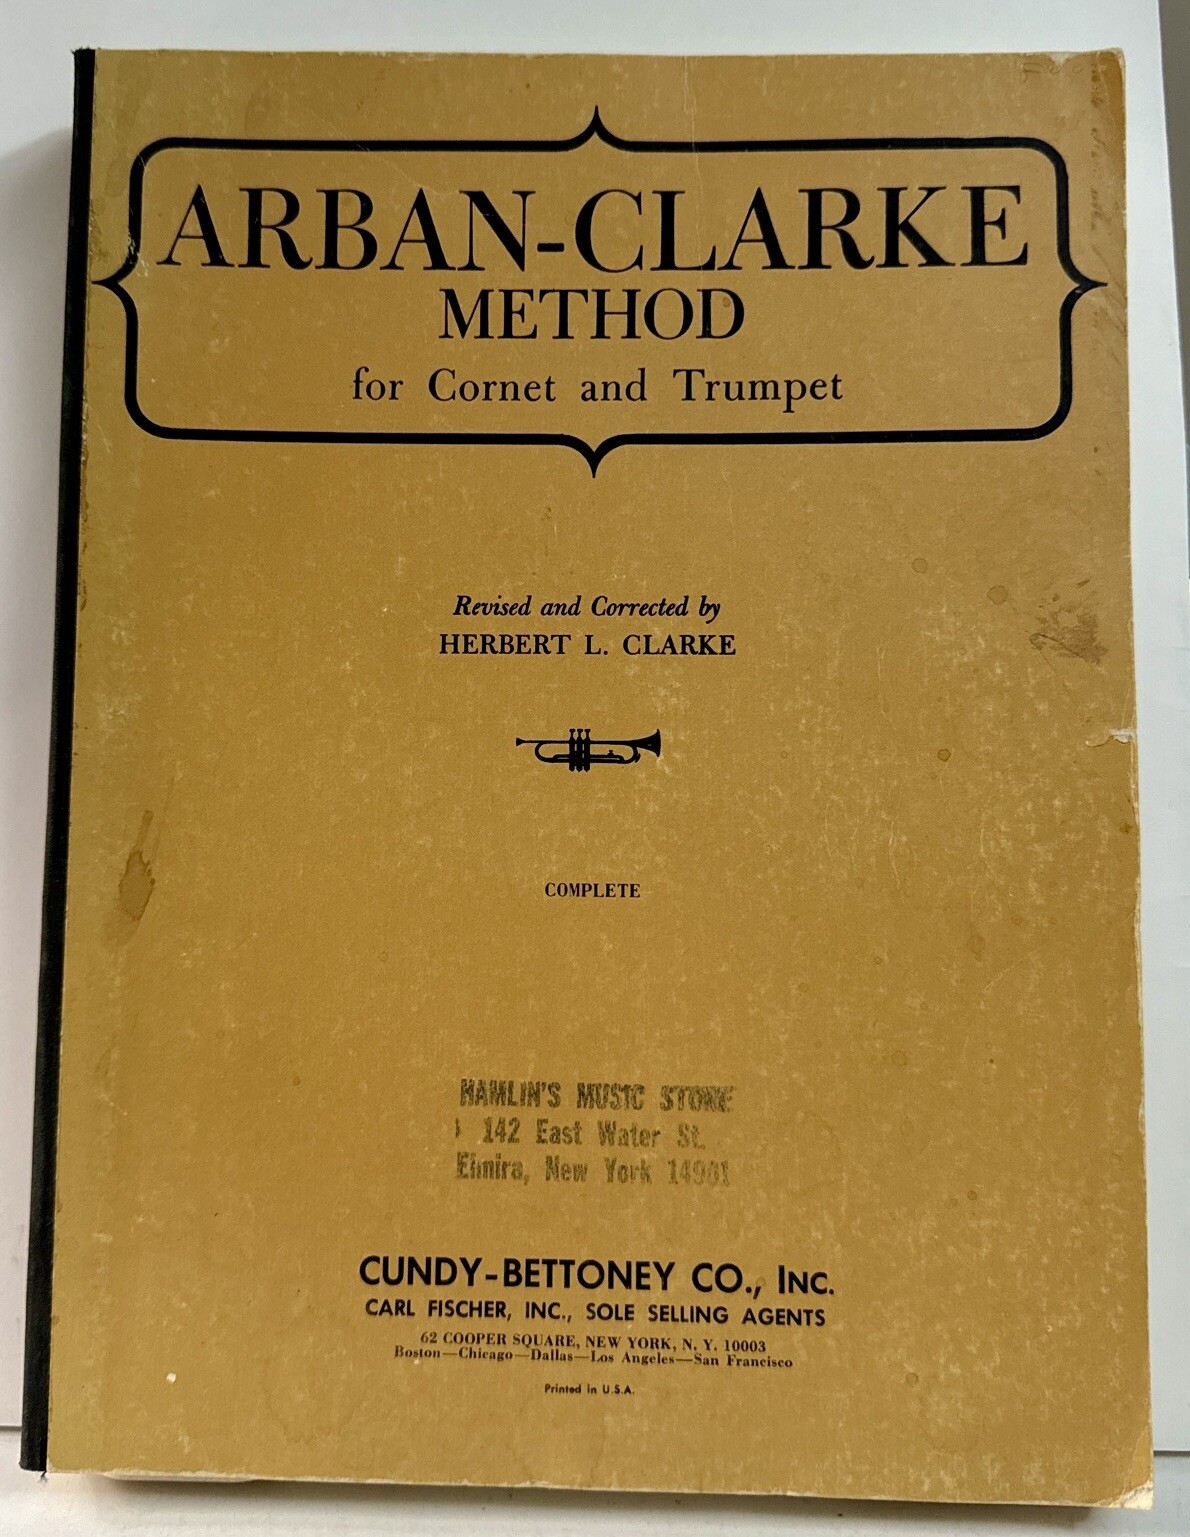 ARBAN-CLARKE
METHOD
for Cornet and Trumpet
Revised and Corrected by
HERBERT L. CLARKE
COMPLETE
HAMLIN'S MUSIC STORE
142 East Water St.
Elmira, New York 14901
CUNDY-BETTONEY CO., INC.
CARL FISCHER, INC., SOLE SELLING AGENTS
62 COOPER SQUARE, NEW YORK, N. Y. 10003
Boston—Chicago—Dallas—Los Angeles—San Francisco
Printed in U.S.A.